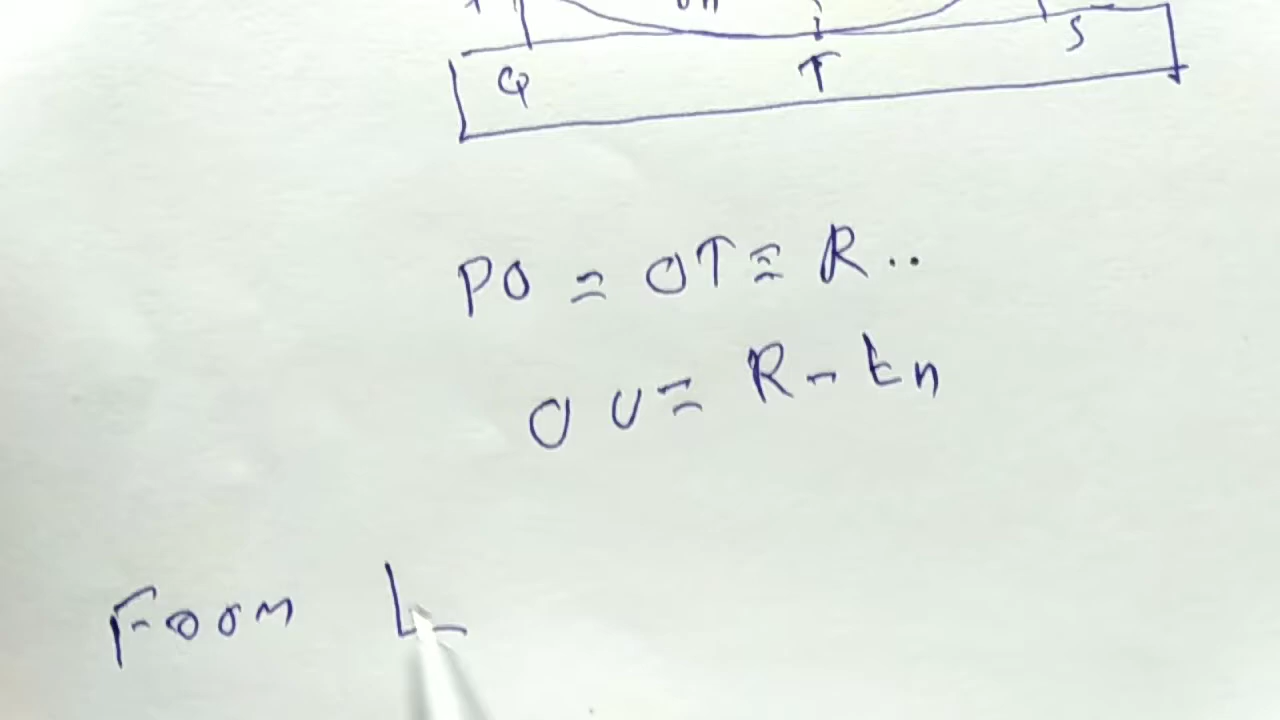 Q T S
PO = OT = R..
OU = R - tn
From L